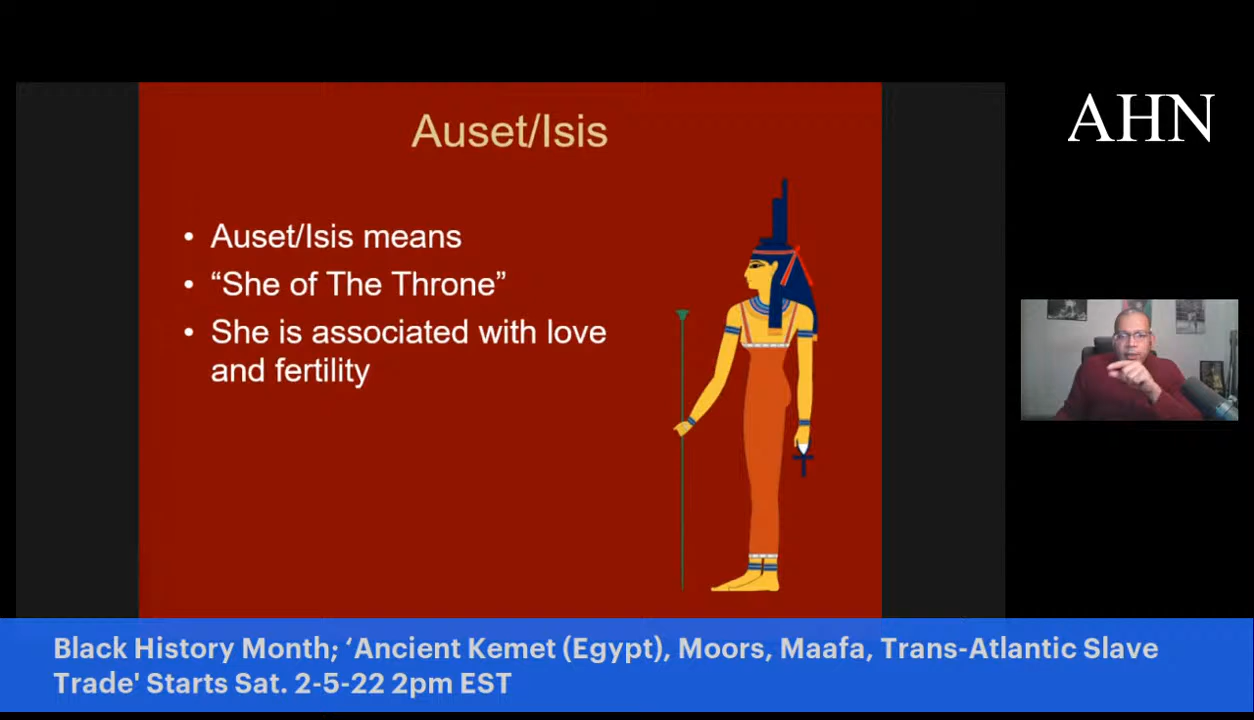 Auset/Isis
AHN
• Auset/Isis means
• “She of The Throne”
• She is associated with love
and fertility
Black History Month; ‘Ancient Kemet (Egypt), Moors, Maafa, Trans-Atlantic Slave
Trade' Starts Sat. 2-5-22 2pm EST